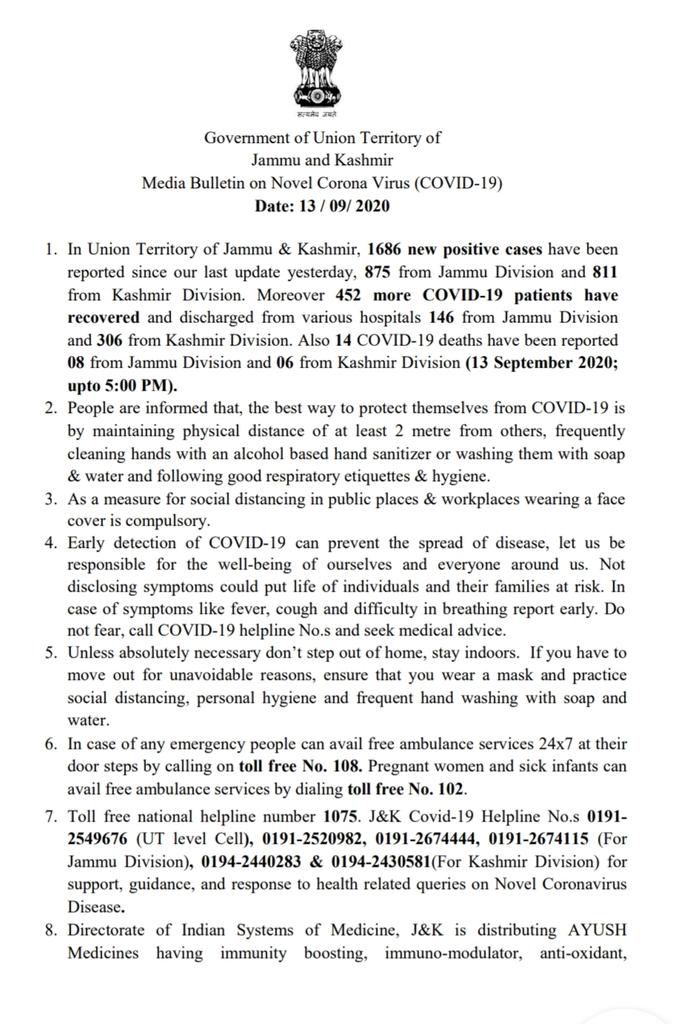 सत्यमेव जयते
Government of Union Territory of
Jammu and Kashmir
Media Bulletin on Novel Corona Virus (COVID-19)
Date: 13 / 09/ 2020
1. In Union Territory of Jammu & Kashmir, 1686 new positive cases have been
reported since our last update yesterday, 875 from Jammu Division and 811
from Kashmir Division. Moreover 452 more COVID-19 patients have
recovered and discharged from various hospitals 146 from Jammu Division
and 306 from Kashmir Division. Also 14 COVID-19 deaths have been reported
08 from Jammu Division and 06 from Kashmir Division (13 September 2020;
upto 5:00 PM).
2. People are informed that, the best way to protect themselves from COVID-19 is
by maintaining physical distance of at least 2 metre from others, frequently
cleaning hands with an alcohol based hand sanitizer or washing them with soap
& water and following good respiratory etiquettes & hygiene.
3. As a measure for social distancing in public places & workplaces wearing a face
cover is compulsory.
4. Early detection of COVID-19 can prevent the spread of disease, let us be
responsible for the well-being of ourselves and everyone around us. Not
disclosing symptoms could put life of individuals and their families at risk. In
case of symptoms like fever, cough and difficulty in breathing report early. Do
not fear, call COVID-19 helpline No.s and seek medical advice.
5. Unless absolutely necessary don’t step out of home, stay indoors. If you have to
move out for unavoidable reasons, ensure that you wear a mask and practice
social distancing, personal hygiene and frequent hand washing with soap and
water.
6. In case of any emergency people can avail free ambulance services 24x7 at their
door steps by calling on toll free No. 108. Pregnant women and sick infants can
avail free ambulance services by dialing toll free No. 102.
7. Toll free national helpline number 1075. J&K Covid-19 Helpline No.s 0191-
2549676 (UT level Cell), 0191-2520982, 0191-2674444, 0191-2674115 (For
Jammu Division), 0194-2440283 & 0194-2430581(For Kashmir Division) for
support, guidance, and response to health related queries on Novel Coronavirus
Disease.
8. Directorate of Indian Systems of Medicine, J&K is distributing AYUSH
Medicines having immunity boosting, immuno-modulator, anti-oxidant,